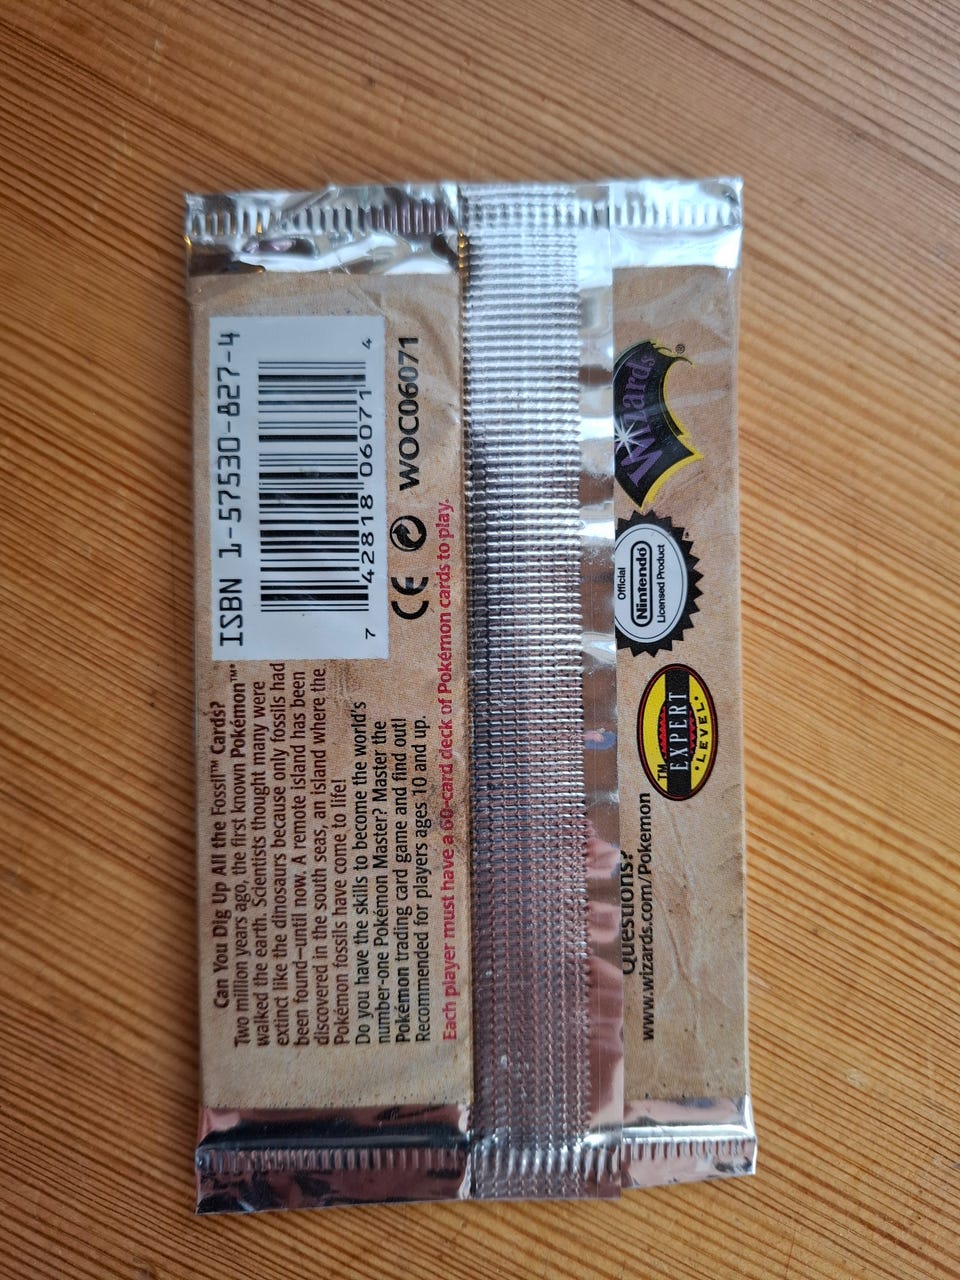 Can You Dig Up All the Fossil™ Cards?
Two million years ago, the first known Pokémon™
walked the earth. Scientists thought many were
extinct like the dinosaurs because only fossils had
been found—until now. A remote island has been
discovered in the south seas, an island where the
Pokémon fossils have come to life!
Do you have the skills to become the world's
number-one Pokémon Master? Master the
Pokémon trading card game and find out!
Recommended for players ages 10 and up.
Each player must have a 60-card deck of Pokémon cards to play.
ISBN 1-57530-827-4
7 42818 06071 4
CE WOC06071
Questions?
www.wizards.com/Pokemon
TM
EXPERT
LEVEL
Official
Nintendo
Licensed Product
™
Wizards
®